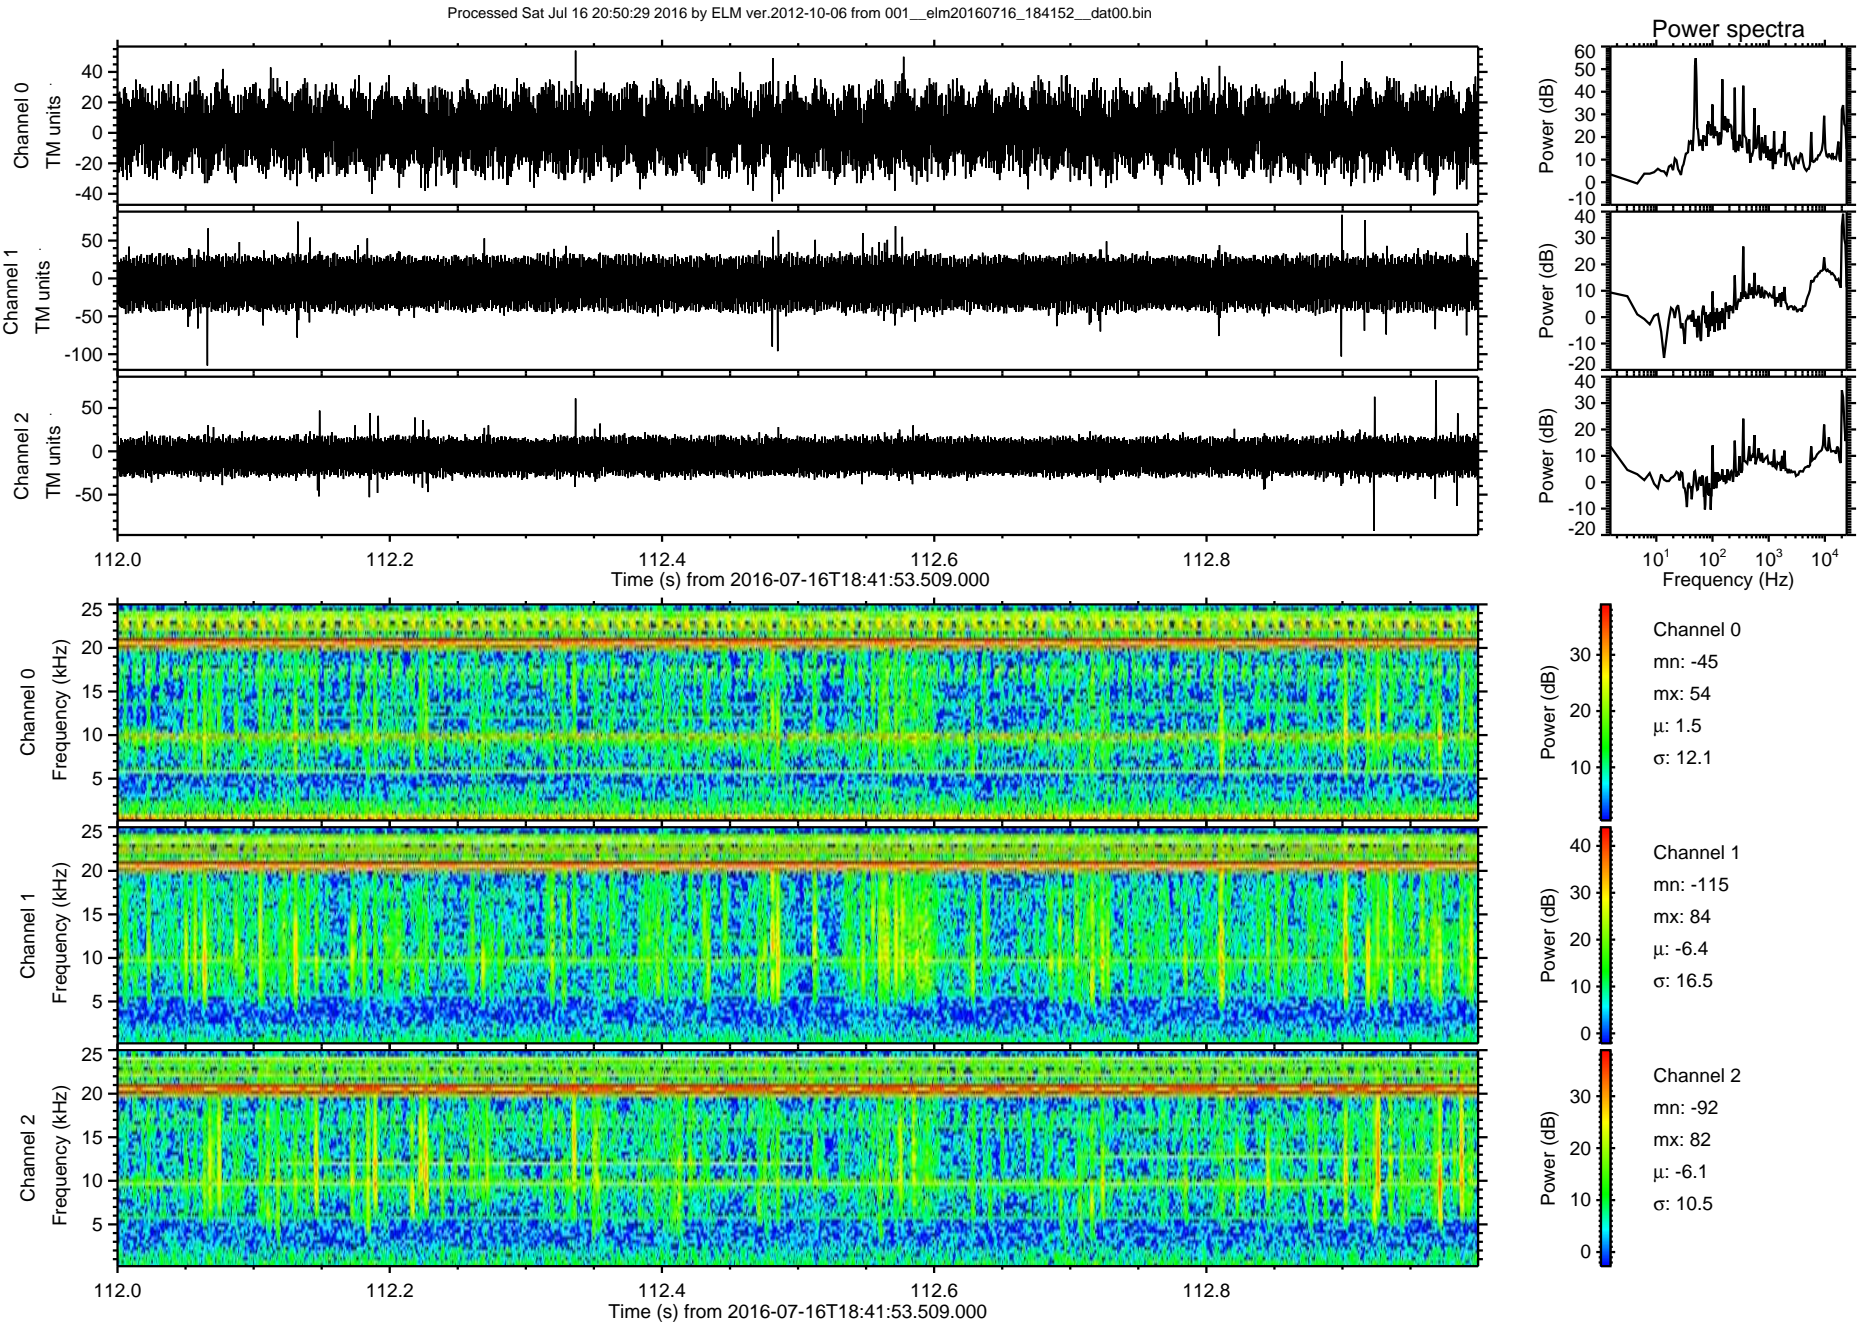 Processed Sat Jul 16 20:50:29 2016 by ELM ver.2012-10-06 from 001__elm20160716_184152__dat00.bin
Power spectra
Channel 0
TM units
40
20
0
-20
-40
Power (dB)
60
50
40
30
20
10
0
-10
Channel 1
TM units
50
0
-50
-100
Power (dB)
40
30
20
10
0
-10
-20
Channel 2
TM units
50
0
-50
Power (dB)
40
30
20
10
0
-10
-20
112.0 112.2 112.4 112.6 112.8
Time (s) from 2016-07-16T18:41:53.509.000
10¹ 10² 10³ 10⁴
Frequency (Hz)
Channel 0
Frequency (kHz)
25
20
15
10
5
Power (dB)
30
20
10
Channel 0
mn: -45
mx: 54
μ: 1.5
σ: 12.1
Channel 1
Frequency (kHz)
25
20
15
10
5
Power (dB)
40
30
20
10
0
Channel 1
mn: -115
mx: 84
μ: -6.4
σ: 16.5
Channel 2
Frequency (kHz)
25
20
15
10
5
Power (dB)
30
20
10
0
Channel 2
mn: -92
mx: 82
μ: -6.1
σ: 10.5
112.0 112.2 112.4 112.6 112.8
Time (s) from 2016-07-16T18:41:53.509.000